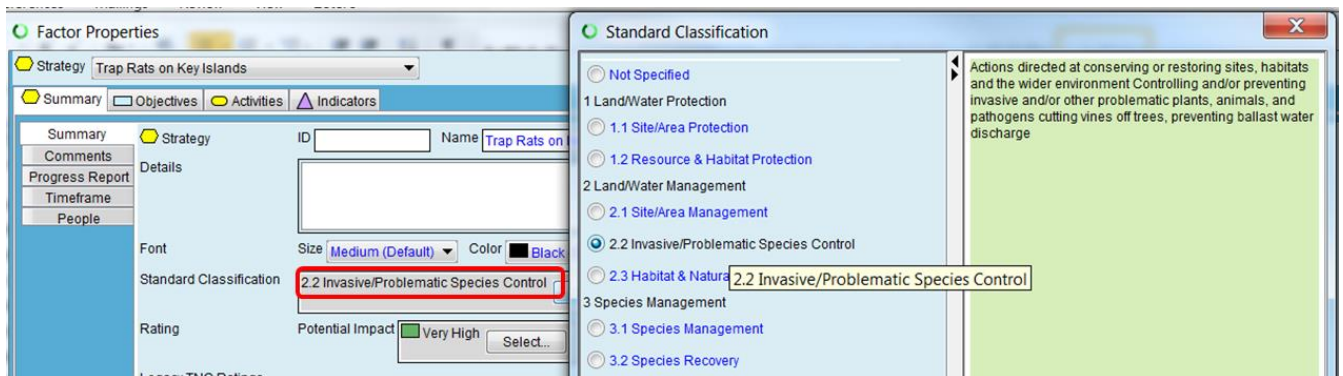 Factor Properties
Strategy Trap Rats on Key Islands
Summary Objectives Activities Indicators
Summary
Comments
Progress Report
Timeframe
People
Strategy ID Name Trap Rats on
Details
Font Size Medium (Default) Color Black
Standard Classification 2.2 Invasive/Problematic Species Control
Rating Potential Impact Very High Select...
Standard Classification
Not Specified
1 Land/Water Protection
1.1 Site/Area Protection
1.2 Resource & Habitat Protection
2 Land/Water Management
2.1 Site/Area Management
2.2 Invasive/Problematic Species Control
2.3 Habitat & Natura
2.2 Invasive/Problematic Species Control
3 Species Management
3.1 Species Management
3.2 Species Recovery
Actions directed at conserving or restoring sites, habitats
and the wider environment Controlling and/or preventing
invasive and/or other problematic plants, animals, and
pathogens cutting vines off trees, preventing ballast water
discharge